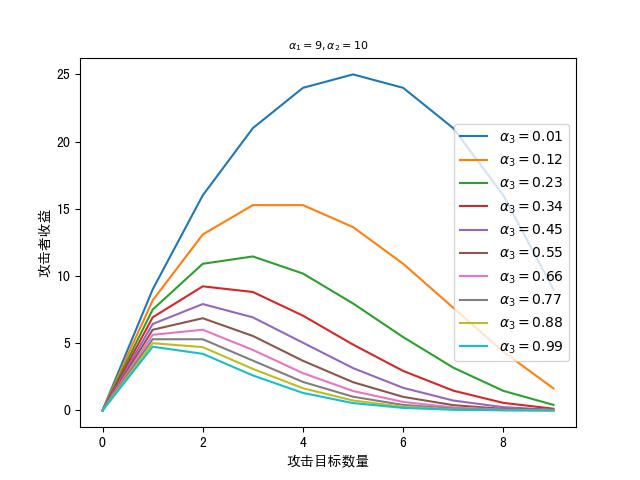 α₁ = 9, α₂ = 10
25
20
15
10
5
0
攻击者收益
0
2
4
6
8
攻击目标数量
α₃ = 0.01
α₃ = 0.12
α₃ = 0.23
α₃ = 0.34
α₃ = 0.45
α₃ = 0.55
α₃ = 0.66
α₃ = 0.77
α₃ = 0.88
α₃ = 0.99